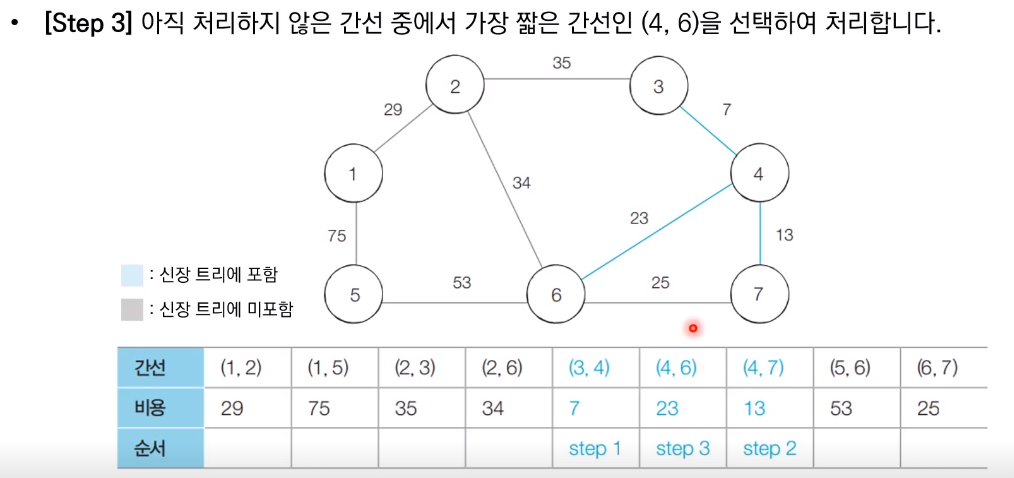 • [Step 3] 아직 처리하지 않은 간선 중에서 가장 짧은 간선인 (4, 6)을 선택하여 처리합니다.
35
2
3
29
7
1
4
34
23
75
13
: 신장 트리에 포함
53
25
5
6
7
: 신장 트리에 미포함
간선 (1, 2) (1, 5) (2, 3) (2, 6) (3, 4) (4, 6) (4, 7) (5, 6) (6, 7)
비용 29 75 35 34 7 23 13 53 25
순서 step 1 step 3 step 2